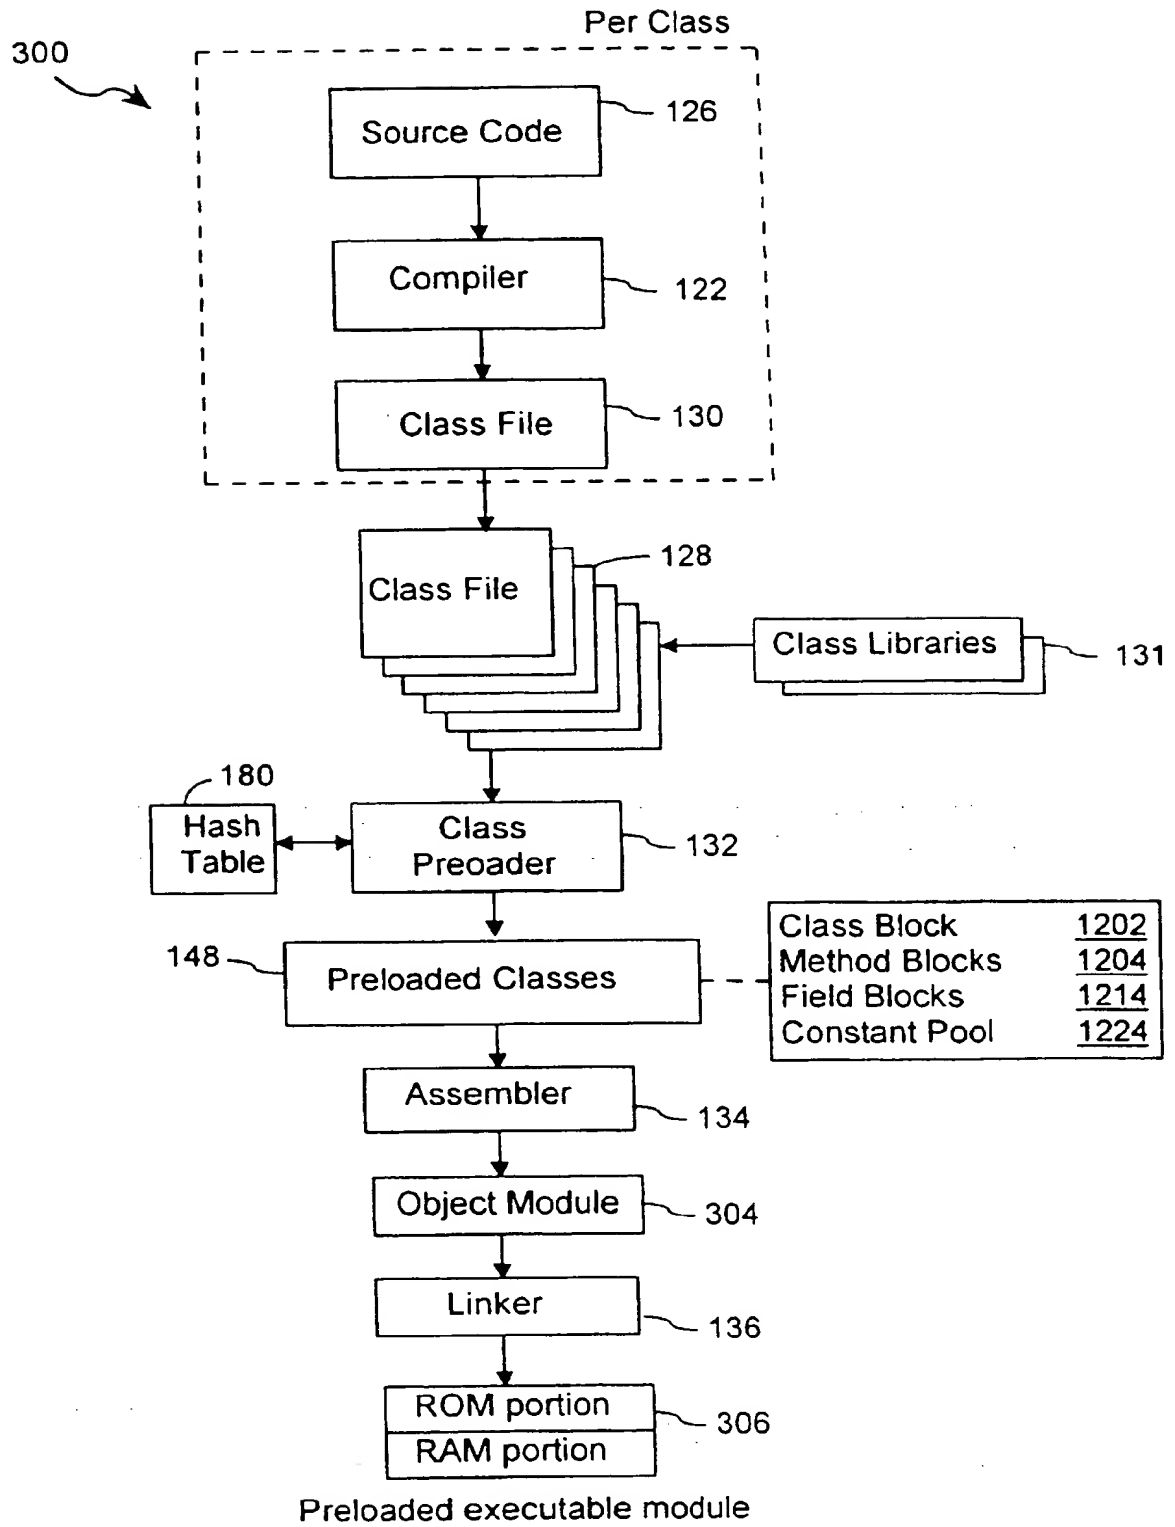 Per Class
300
Source Code
126
Compiler
122
Class File
130
Class File
128
Class Libraries
131
180
Hash
Table
Class
Preoader
132
148
Preloaded Classes
Class Block 1202
Method Blocks 1204
Field Blocks 1214
Constant Pool 1224
Assembler
134
Object Module
304
Linker
136
ROM portion
306
RAM portion
Preloaded executable module